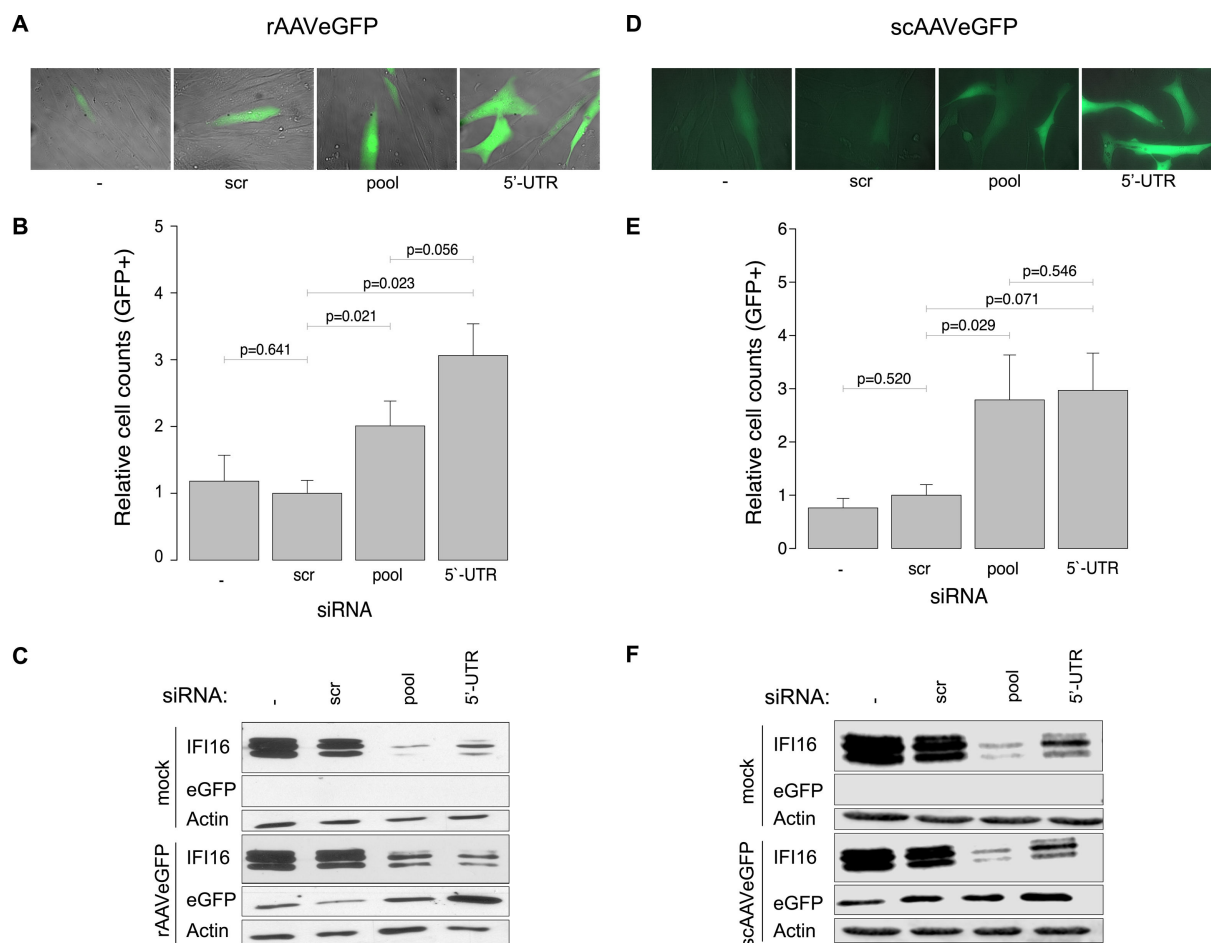 A
rAAVeGFP
- scr pool 5'-UTR
B
Relative cell counts (GFP+)
5
4
3
2
1
0
p=0.056
p=0.023
p=0.021
p=0.641
- scr pool 5`-UTR
siRNA
C
siRNA: - scr pool 5'-UTR
mock
IFI16
eGFP
Actin
rAAVeGFP
IFI16
eGFP
Actin
D
scAAVeGFP
- scr pool 5'-UTR
E
Relative cell counts (GFP+)
6
5
4
3
2
1
0
p=0.546
p=0.071
p=0.029
p=0.520
- scr pool 5`-UTR
siRNA
F
siRNA: - scr pool 5'-UTR
mock
IFI16
eGFP
Actin
scAAVeGFP
IFI16
eGFP
Actin